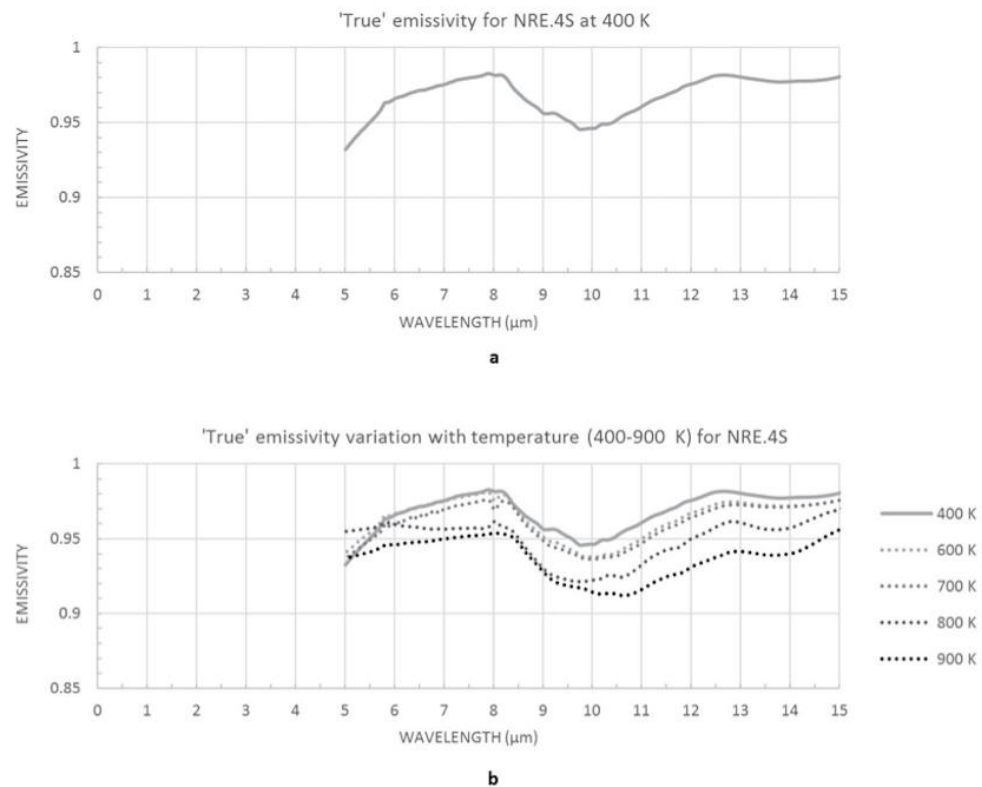 'True' emissivity for NRE.4S at 400 K
1
0.95
0.9
0.85
EMISSIVITY
0 1 2 3 4 5 6 7 8 9 10 11 12 13 14 15
WAVELENGTH (µm)
a
'True' emissivity variation with temperature (400-900 K) for NRE.4S
1
0.95
0.9
0.85
EMISSIVITY
0 1 2 3 4 5 6 7 8 9 10 11 12 13 14 15
WAVELENGTH (µm)
400 K
600 K
700 K
800 K
900 K
b